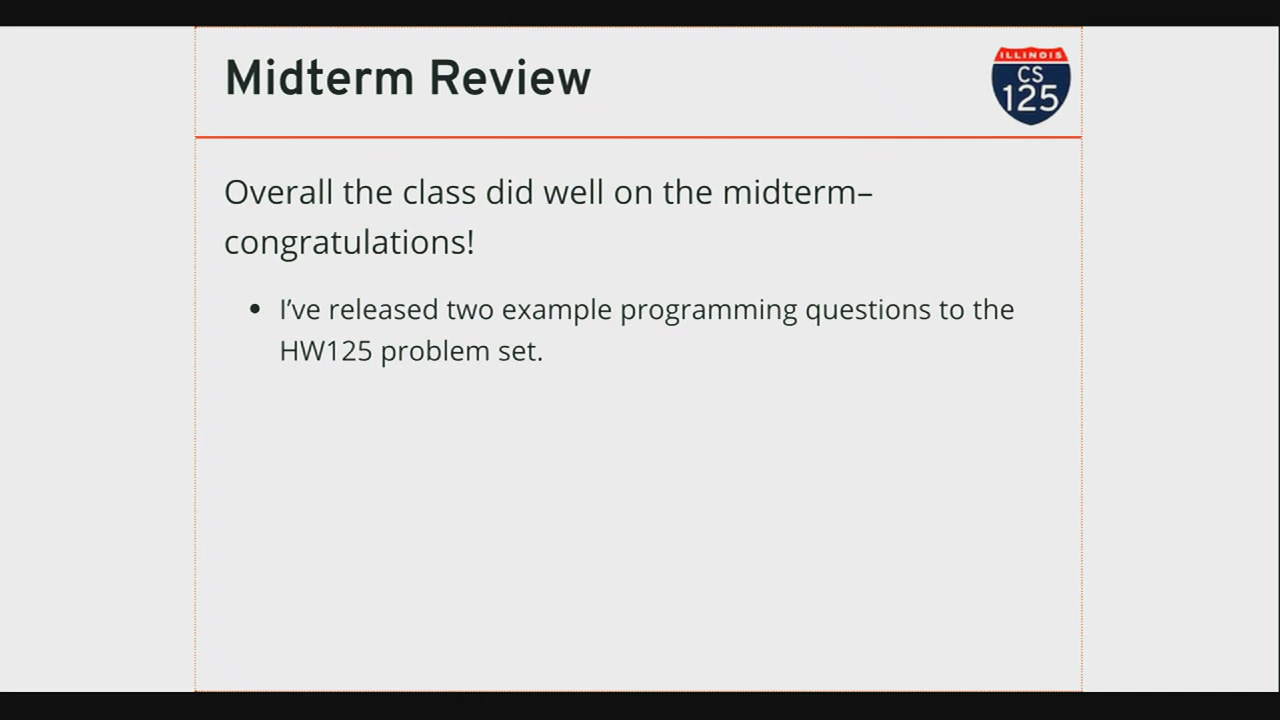 Midterm Review
ILLINOIS
CS
125
Overall the class did well on the midterm–
congratulations!
• I’ve released two example programming questions to the
HW125 problem set.